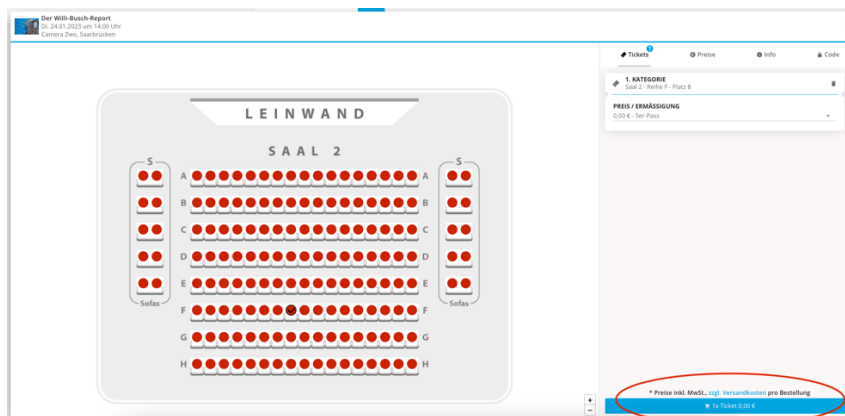 Der Willi-Busch-Report
Di. 24.01.2023 um 14:00 Uhr
Camera Zwo, Saarbrücken
Tickets 1
Preise
Info
Code
1. KATEGORIE
Saal 2 - Reihe F - Platz 8
PREIS / ERMÄSSIGUNG
0,00 € - 5er-Pass
LEINWAND
SAAL 2
S
S
A A
B B
C C
D D
E E
Sofas
Sofas
F F
G G
H H
+
−
* Preise inkl. MwSt., zzgl. Versandkosten pro Bestellung
1x Ticket 0,00 €